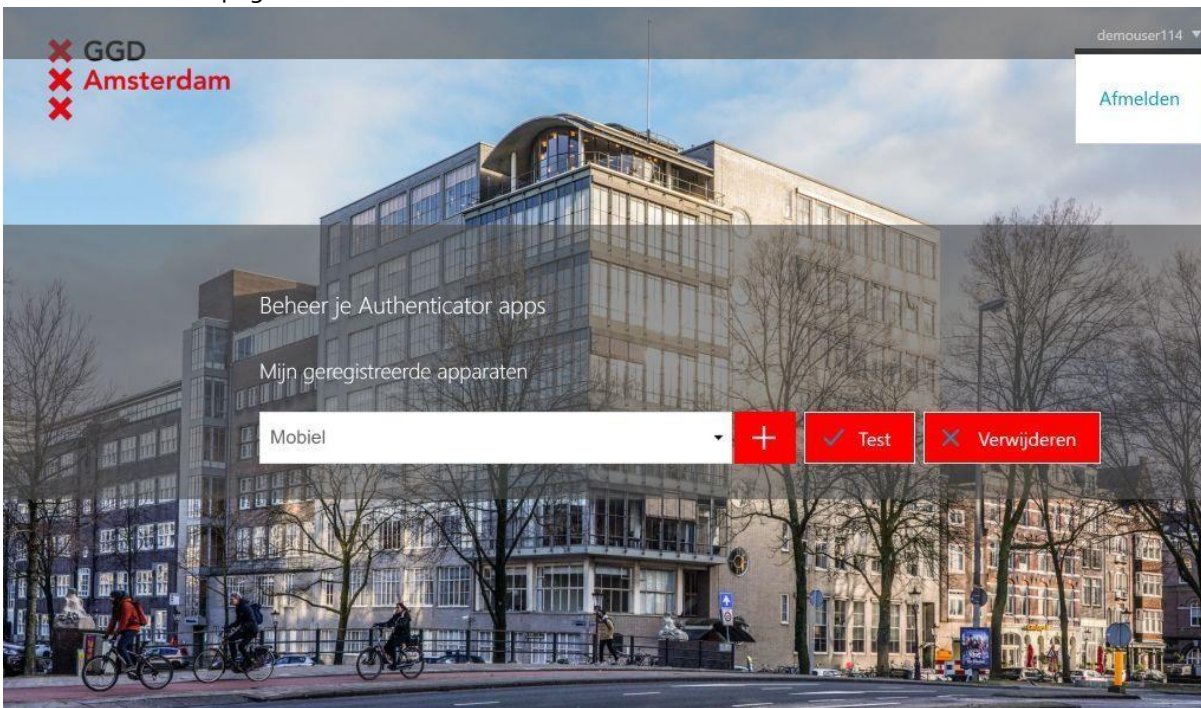 GGD
Amsterdam
demouser114
Afmelden
Beheer je Authenticator apps
Mijn geregistreerde apparaten
Mobiel
Test
Verwijderen